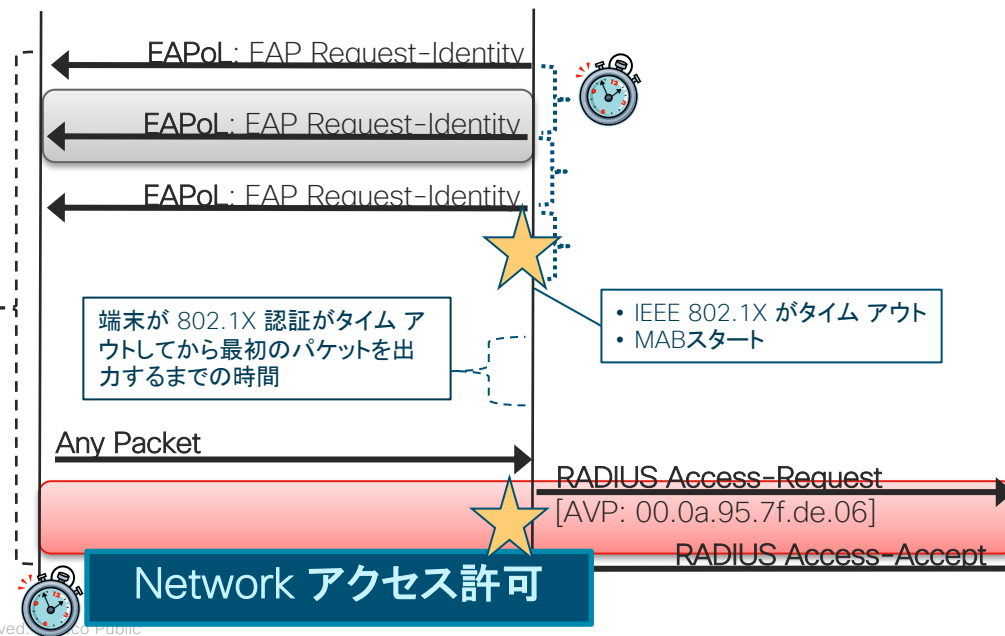 EAPoL: EAP Request-Identity
EAPoL: EAP Request-Identity
EAPoL: EAP Request-Identity
• IEEE 802.1X がタイム アウト
• MABスタート
端末が 802.1X 認証がタイム ア
ウトしてから最初のパケットを出
力するまでの時間
Any Packet
RADIUS Access-Request
[AVP: 00.0a.95.7f.de.06]
RADIUS Access-Accept
Network アクセス許可
Public